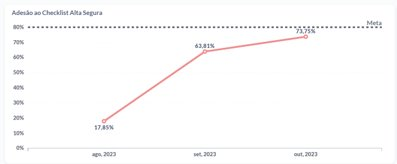 Adesão ao Checklist Alta Segura
Meta
80%
70%
60%
50%
40%
30%
20%
10%
0%
17,85%
63,81%
73,75%
ago, 2023
set, 2023
out, 2023